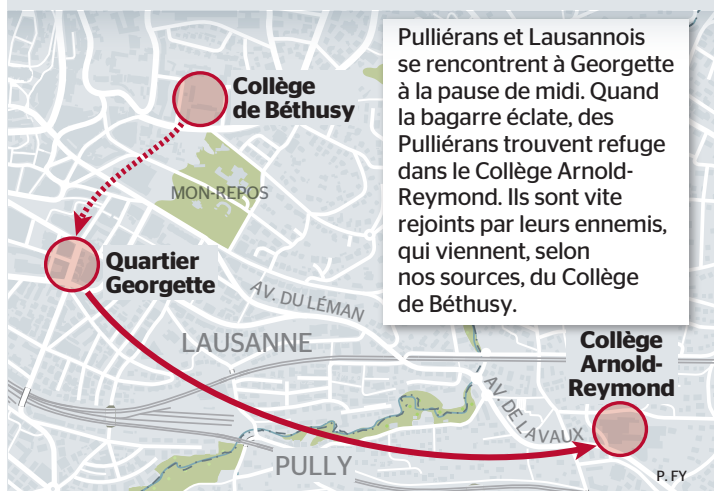 Pulliérans et Lausannois
se rencontrent à Georgette
à la pause de midi. Quand
la bagarre éclate, des
Pulliérans trouvent refuge
dans le Collège Arnold-
Reymond. Ils sont vite
rejoints par leurs ennemis,
qui viennent, selon
nos sources, du Collège
de Béthusy.
Collège
de Béthusy
MON-REPOS
Quartier
Georgette
AV. DU LÉMAN
LAUSANNE
Collège
Arnold-
Reymond
AV. DE LAVAUX
PULLY
P. FY